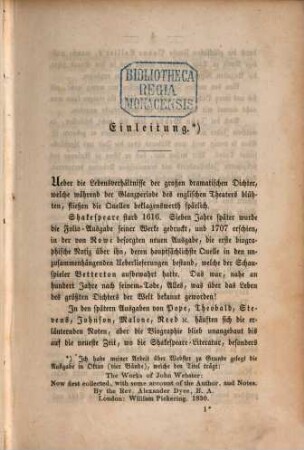 BIBLIOTHECA
REGIA
MONACENSIS
Einleitung.*)
Ueber die Lebensverhältnisse der großen dramatischen Dichter,
welche während der Glanzperiode des englischen Theaters blüh-
ten, fließen die Quellen beklagenswerth spärlich.
Shakespeare starb 1616. Sieben Jahre später wurde
die Folio-Ausgabe seiner Werke gedruckt, und 1707 erschien,
in der von Rowe besorgten neuen Ausgabe, die erste biogra-
phische Notiz über ihn, deren hauptsächlichste Quelle in den un-
zusammenhängenden Ueberlieferungen bestand, welche der Schau-
spieler Betterton aufbewahrt hatte. Das war, nahe an
hundert Jahre nach seinem Tode, Alles, was über das Leben
des größten Dichters der Welt bekannt geworden!
In den spätern Ausgaben von Pope, Theobald, Ste-
vens, Johnson, Malone, Reed u. häuften sich die er-
läuternden Noten, aber die Biographie blieb unangebaut bis
auf die neueste Zeit, wo die Shakespeare-Literatur, besonders
*) Ich habe meiner Arbeit über Webster zu Grunde gelegt die
Ausgabe in Oktav (vier Bände), welche den Titel trägt:
The Works of John Webster:
Now first collected, with some account of the Author, and Notes.
By the Rev. Alexander Dyce, B. A.
London: William Pickering. 1830.
1*